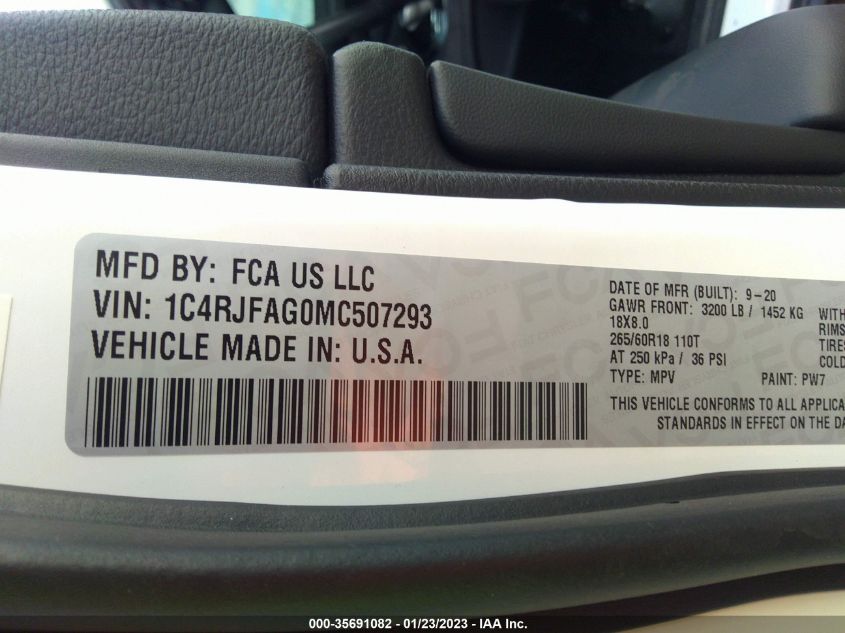 MFD BY: FCA US LLC
VIN: 1C4RJFAG0MC507293
VEHICLE MADE IN: U.S.A.
DATE OF MFR (BUILT): 9-20
GAWR FRONT: 3200 LB / 1452 KG WITH
18X8.0 RIMS
265/60R18 110T TIRES
AT 250 kPa / 36 PSI COLD
TYPE: MPV PAINT: PW7
THIS VEHICLE CONFORMS TO ALL APPLICA
STANDARDS IN EFFECT ON THE DA
000-35691082 - 01/23/2023 - IAA Inc.